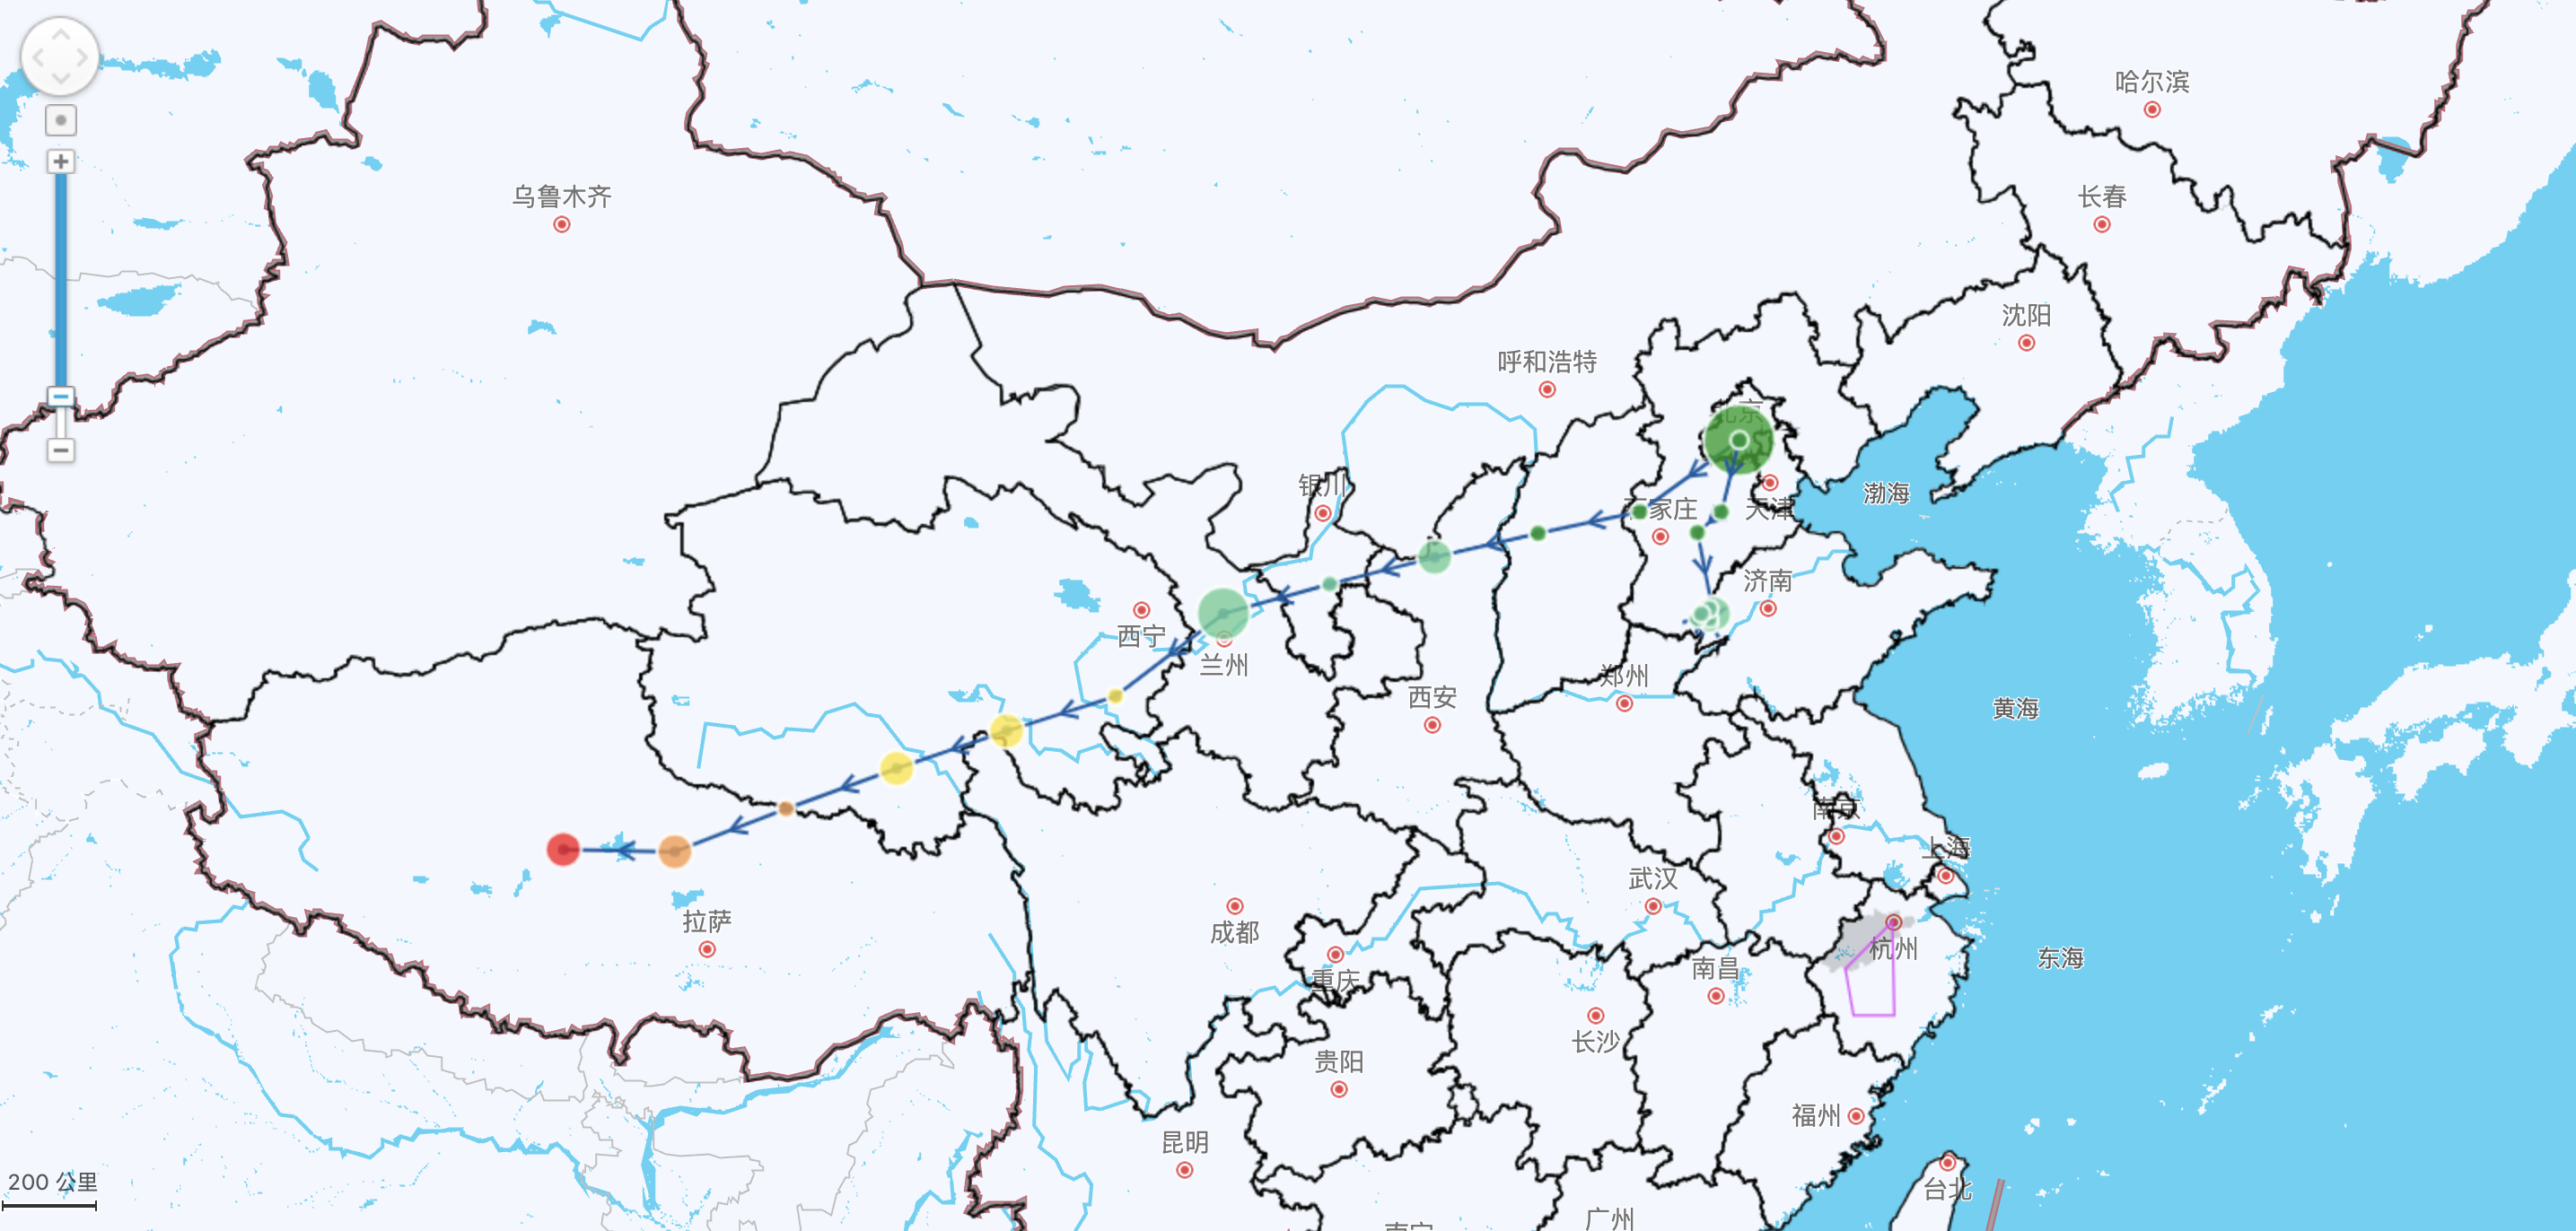 哈尔滨
乌鲁木齐
长春
沈阳
呼和浩特
北京
银川
渤海
家庄
天津
济南
西宁
兰州
郑州
西安
黄海
南京
上海
武汉
拉萨
成都
杭州
东海
南昌
重庆
长沙
贵阳
福州
昆明
200 公里
台北
广州